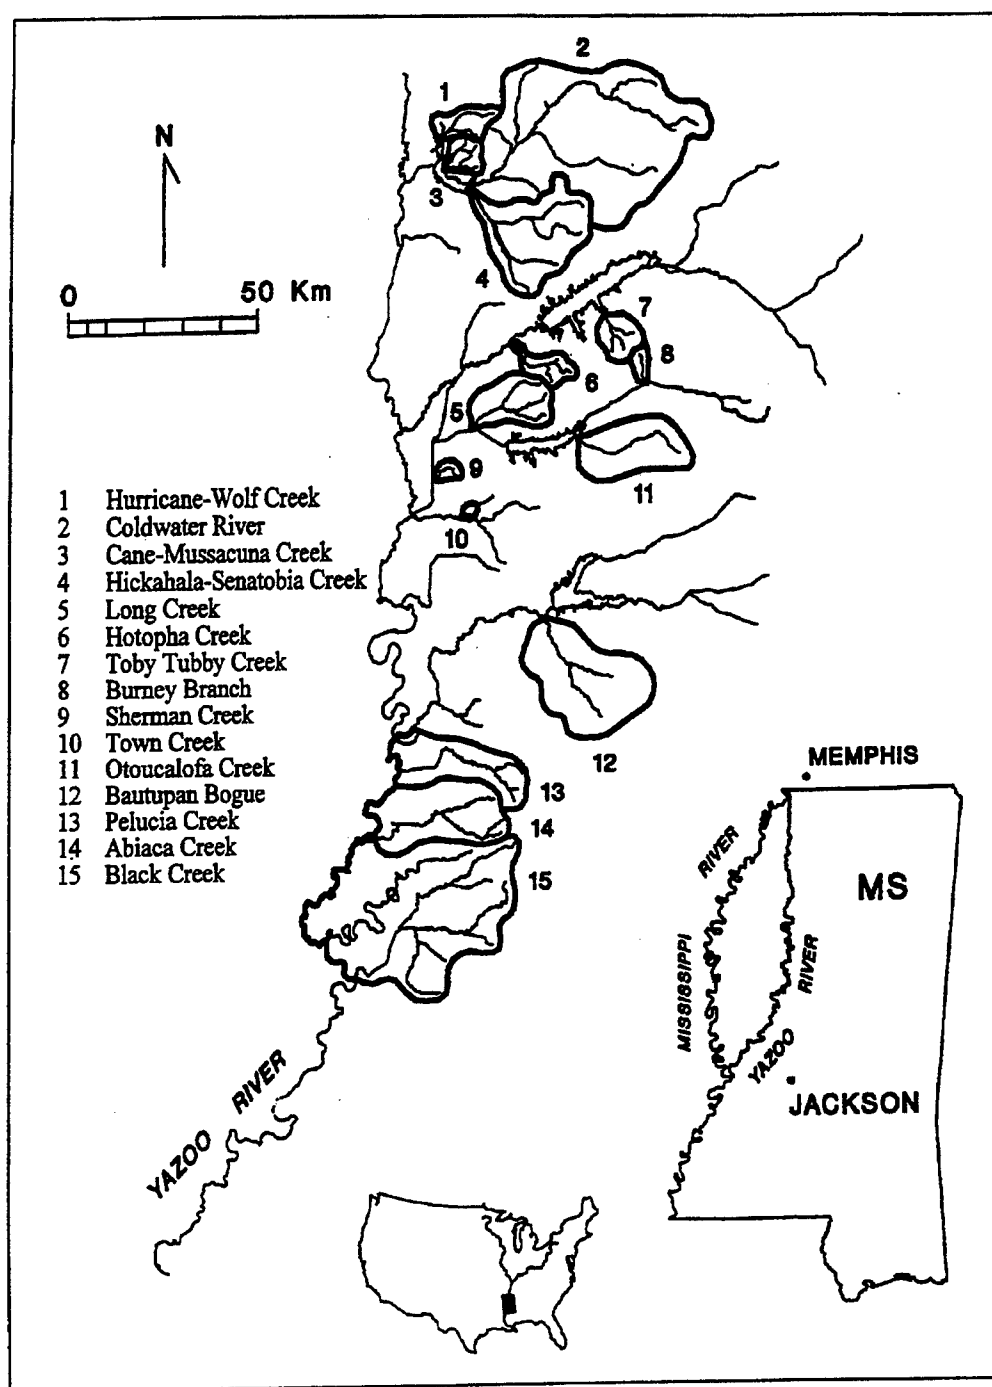 2
1
N
3
4
0 50 Km
7
8
6
5
9
11
10
1 Hurricane-Wolf Creek
2 Coldwater River
3 Cane-Mussacuna Creek
4 Hickahala-Senatobia Creek
5 Long Creek
6 Hotopha Creek
7 Toby Tubby Creek
8 Burney Branch
9 Sherman Creek
10 Town Creek
11 Otoucalofa Creek
12 Bautupan Bogue
13 Pelucia Creek
14 Abiaca Creek
15 Black Creek
12
13
14
15
YAZOO RIVER
MEMPHIS
MISSISSIPPI RIVER
MS
YAZOO RIVER
JACKSON